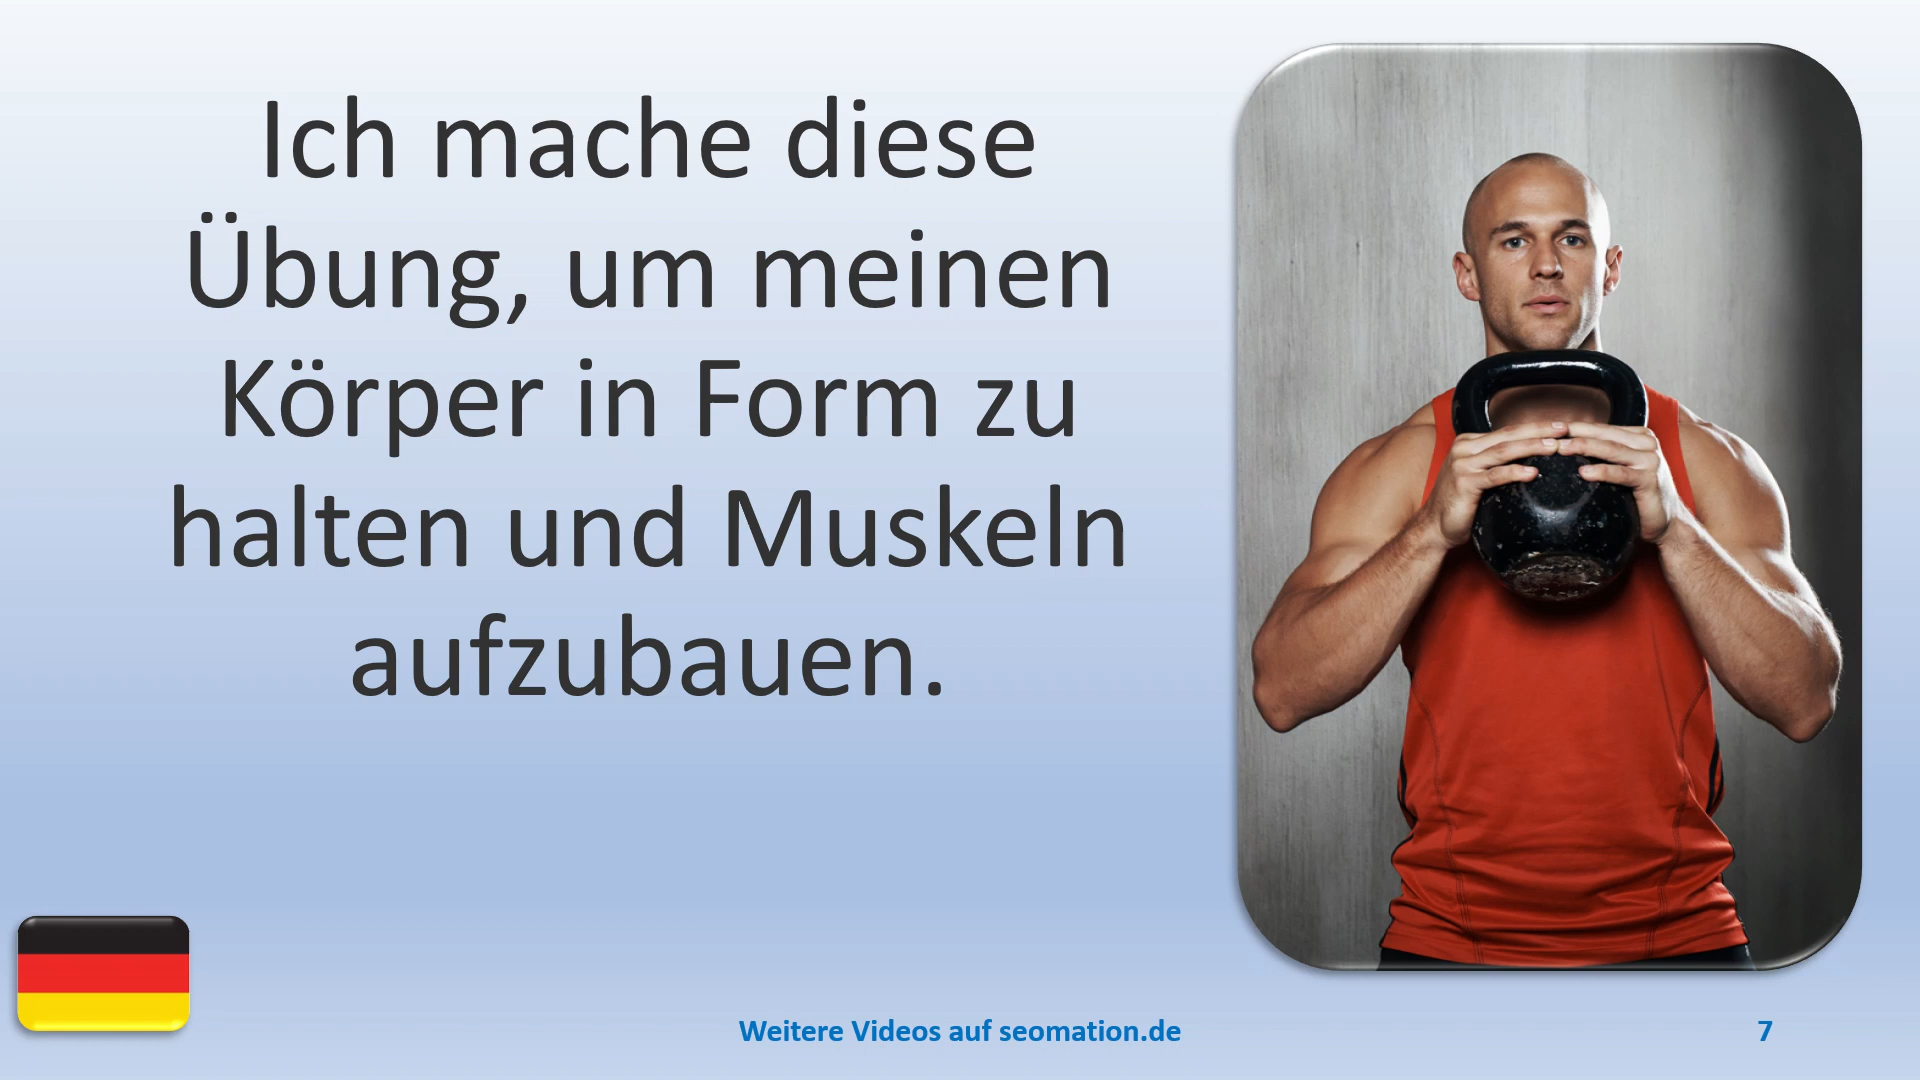 Ich mache diese
Übung, um meinen
Körper in Form zu
halten und Muskeln
aufzubauen.
Weitere Videos auf seomation.de
7